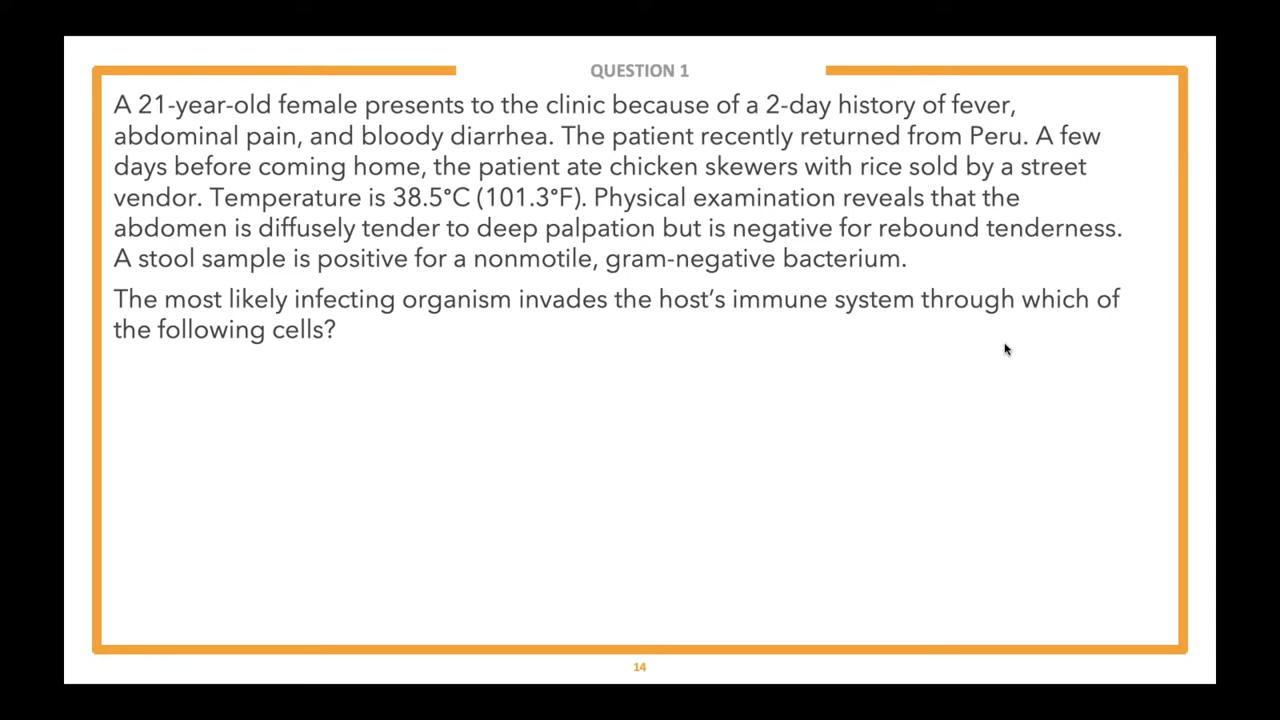 QUESTION 1
A 21-year-old female presents to the clinic because of a 2-day history of fever,
abdominal pain, and bloody diarrhea. The patient recently returned from Peru. A few
days before coming home, the patient ate chicken skewers with rice sold by a street
vendor. Temperature is 38.5°C (101.3°F). Physical examination reveals that the
abdomen is diffusely tender to deep palpation but is negative for rebound tenderness.
A stool sample is positive for a nonmotile, gram-negative bacterium.
The most likely infecting organism invades the host's immune system through which of
the following cells?
14